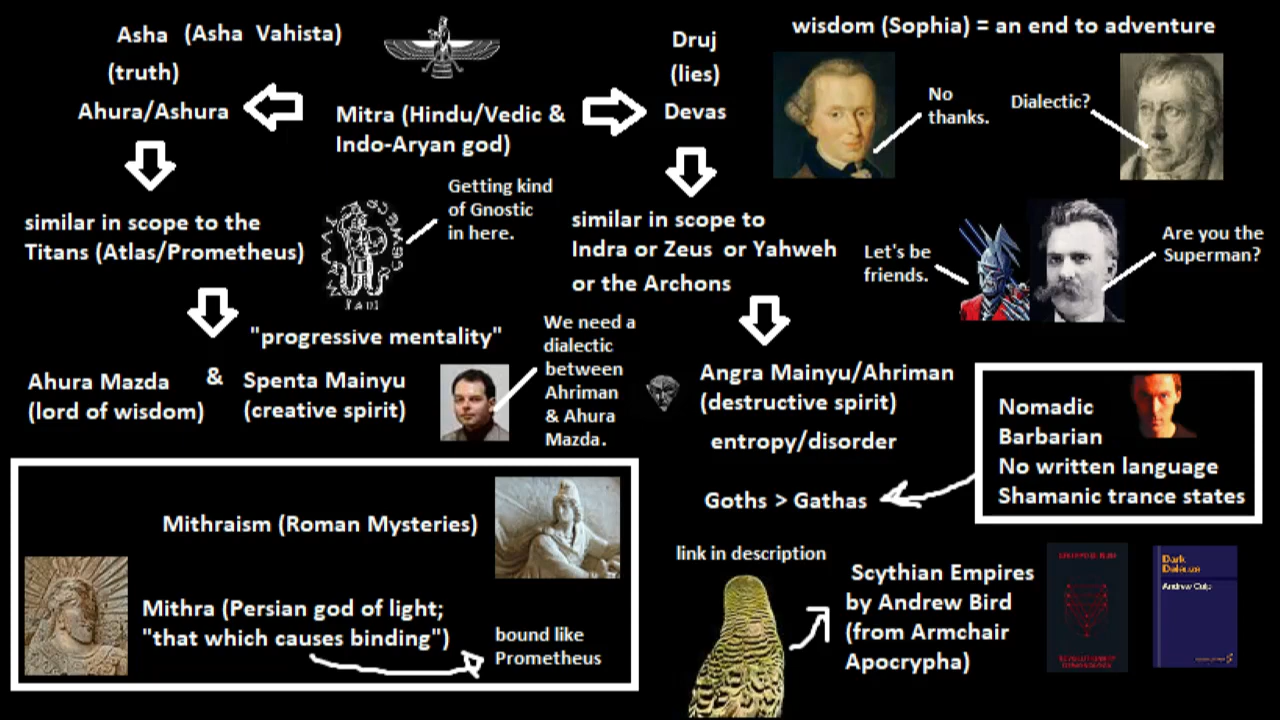 Asha (Asha Vahista)
(truth)
Ahura/Ashura
Mitra (Hindu/Vedic &
Indo-Aryan god)
Druj
(lies)
Devas
wisdom (Sophia) = an end to adventure
No
thanks.
Dialectic?
similar in scope to the
Titans (Atlas/Prometheus)
Getting kind
of Gnostic
in here.
similar in scope to
Indra or Zeus or Yahweh
or the Archons
Let's be
friends.
Are you the
Superman?
"progressive mentality"
Ahura Mazda
(lord of wisdom)
&
Spenta Mainyu
(creative spirit)
We need a
dialectic
between
Ahriman
& Ahura
Mazda.
Angra Mainyu/Ahriman
(destructive spirit)
entropy/disorder
Goths > Gathas
Nomadic
Barbarian
No written language
Shamanic trance states
Mithraism (Roman Mysteries)
Mithra (Persian god of light;
"that which causes binding")
bound like
Prometheus
link in description
Scythian Empires
by Andrew Bird
(from Armchair
Apocrypha)
Dark
Deleuze
Andrew Culp